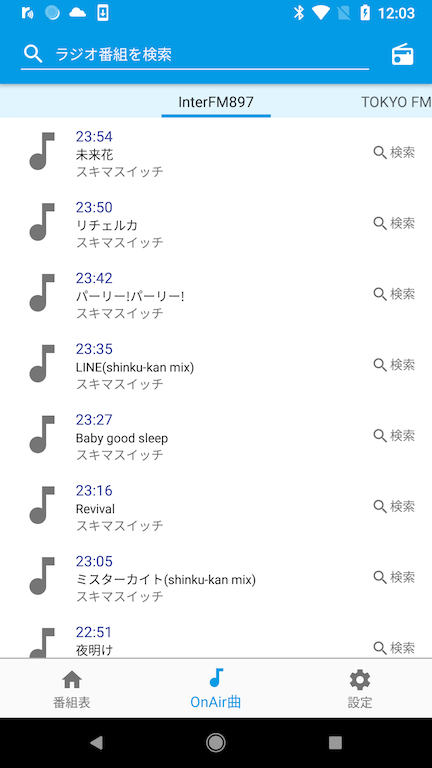 12:03
ラジオ番組を検索
InterFM897
TOKYO FM
23:54
未来花
スキマスイッチ
検索
23:50
リチェルカ
スキマスイッチ
検索
23:42
パーリー!パーリー!
スキマスイッチ
検索
23:35
LINE(shinku-kan mix)
スキマスイッチ
検索
23:27
Baby good sleep
スキマスイッチ
検索
23:16
Revival
スキマスイッチ
検索
23:05
ミスターカイト(shinku-kan mix)
スキマスイッチ
検索
22:51
夜明け
検索
番組表
OnAir曲
設定